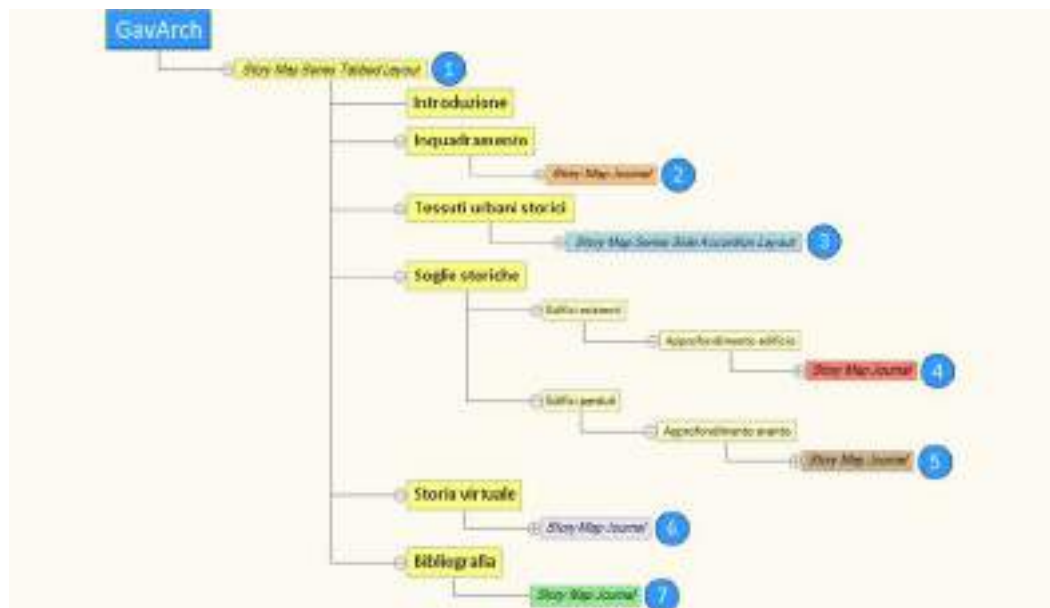 GavArch
Story Map Series Tabbed Layout 1
Introduzione
Inquadramento
Story Map Journal 2
Tessuti urbani storici
Story Map Series Side Accordion Layout 3
Soglie storiche
Edifici esistenti
Approfondimento edificio
Story Map Journal 4
Edifici perduti
Approfondimento evento
Story Map Journal 5
Storia virtuale
Story Map Journal 6
Bibliografia
Story Map Journal 7